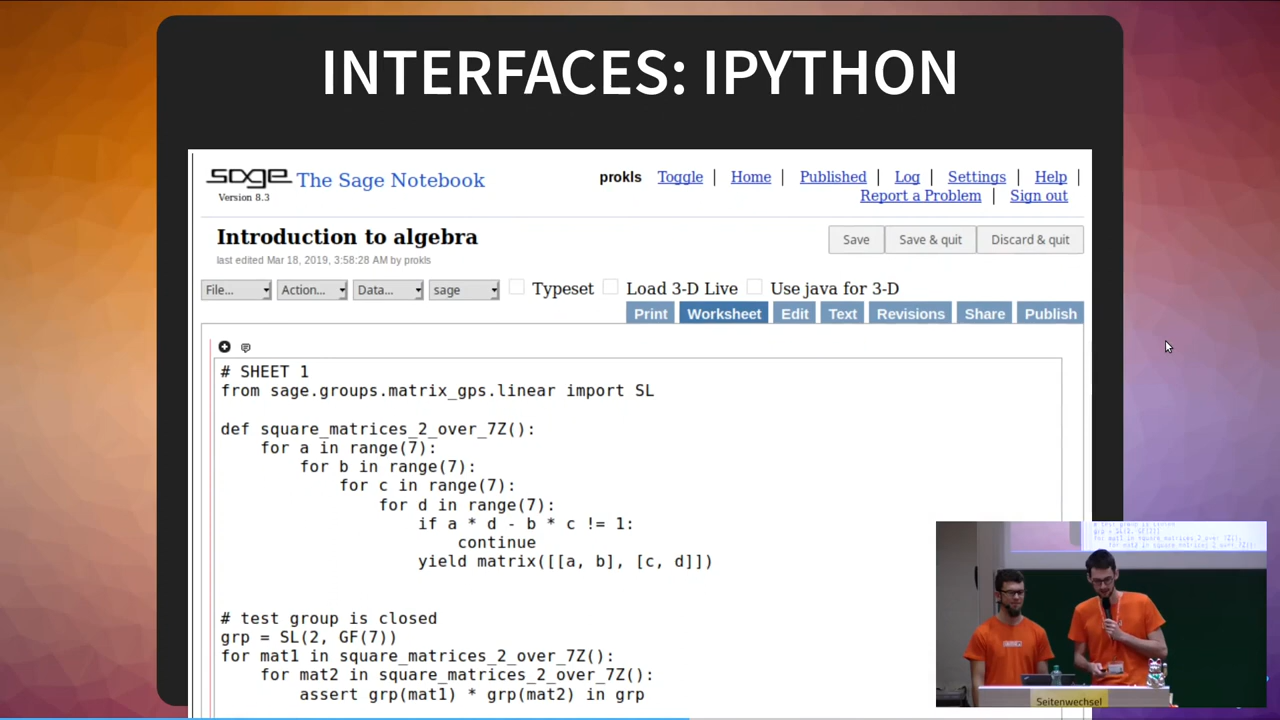 INTERFACES: IPYTHON
sage The Sage Notebook
Version 8.3
prokls Toggle | Home | Published | Log | Settings | Help |
Report a Problem | Sign out
Introduction to algebra
last edited Mar 18, 2019, 3:58:28 AM by prokls
Save Save & quit Discard & quit
File... Action... Data... sage Typeset Load 3-D Live Use java for 3-D
Print Worksheet Edit Text Revisions Share Publish
# SHEET 1
from sage.groups.matrix_gps.linear import SL
def square_matrices_2_over_7Z():
    for a in range(7):
        for b in range(7):
            for c in range(7):
                for d in range(7):
                    if a * d - b * c != 1:
                        continue
                    yield matrix([[a, b], [c, d]])
# test group is closed
grp = SL(2, GF(7))
for mat1 in square_matrices_2_over_7Z():
    for mat2 in square_matrices_2_over_7Z():
        assert grp(mat1) * grp(mat2) in grp
Seitenwechsel